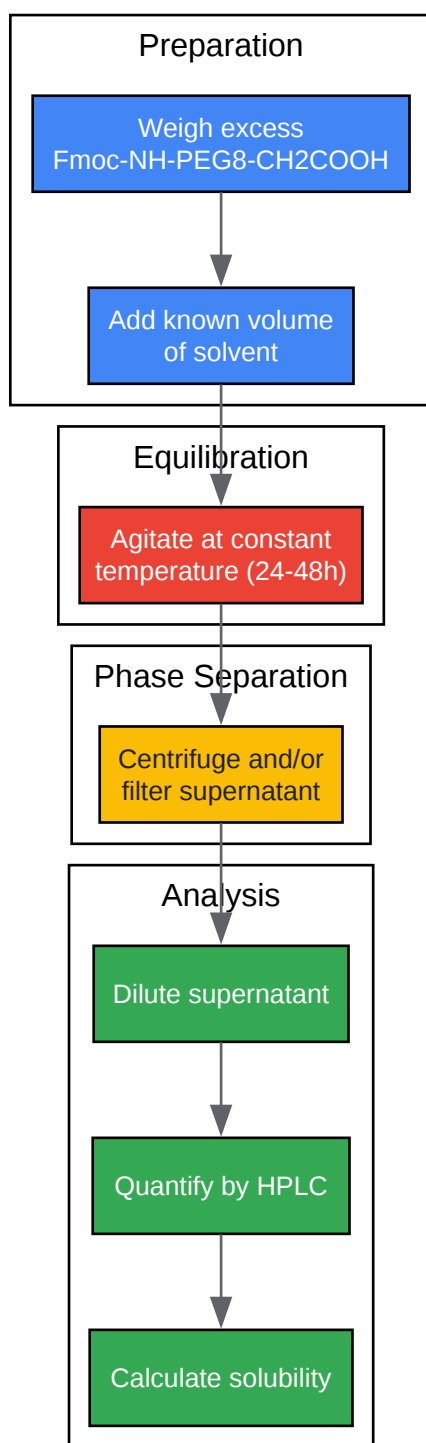 Preparation
Weigh excess
Fmoc-NH-PEG8-CH2COOH
Add known volume
of solvent
Equilibration
Agitate at constant
temperature (24-48h)
Phase Separation
Centrifuge and/or
filter supernatant
Analysis
Dilute supernatant
Quantify by HPLC
Calculate solubility